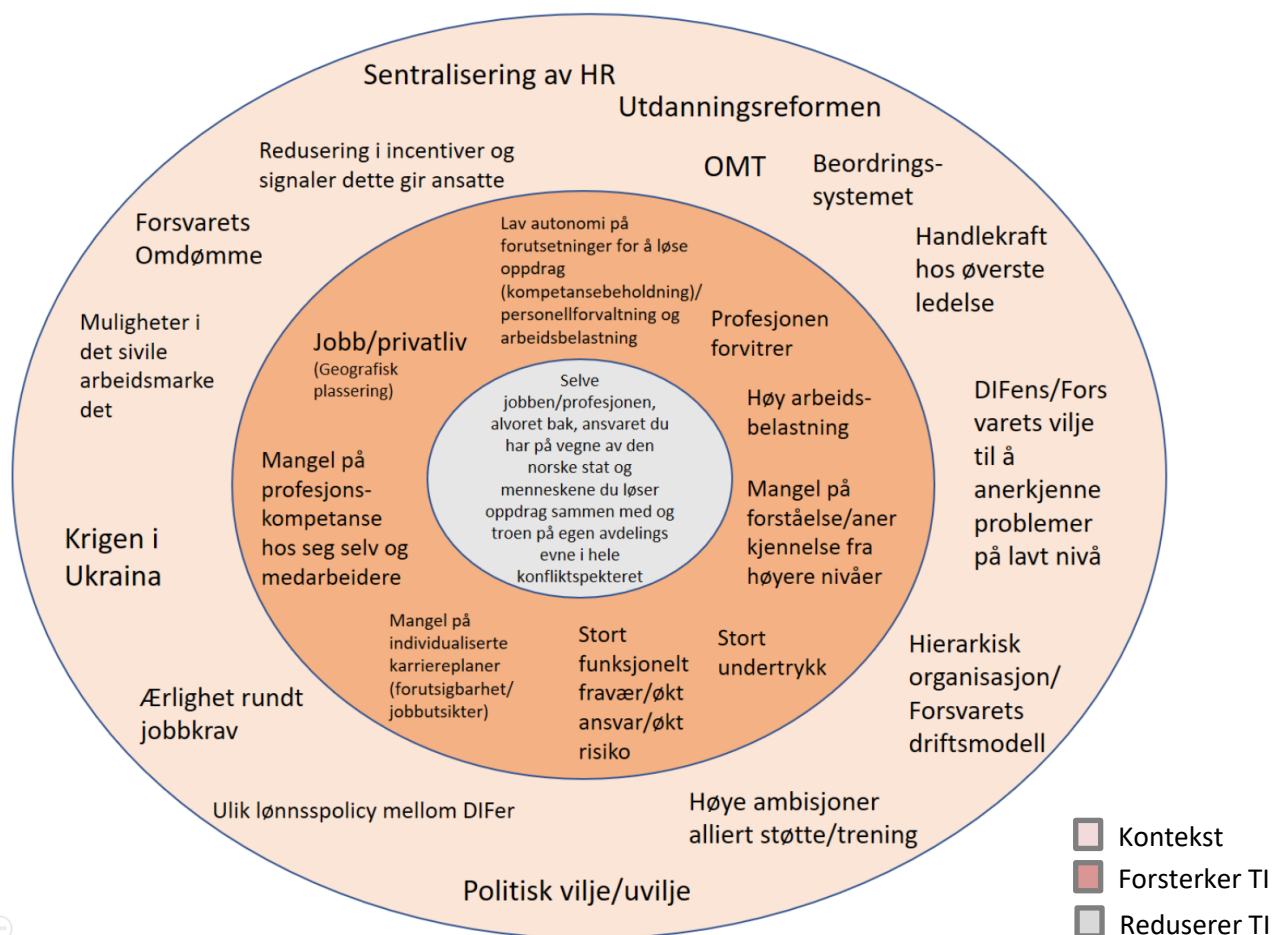 Sentralisering av HR
Utdanningsreformen
Redusering i incentiver og
signaler dette gir ansatte
OMT
Beordrings-
systemet
Forsvarets
Omdømme
Handlekraft
hos øverste
ledelse
Muligheter i
det sivile
arbeidsmarke
det
DIFens/Fors
varets vilje
til å
anerkjenne
problemer
på lavt nivå
Krigen i
Ukraina
Ærlighet rundt
jobbkrav
Hierarkisk
organisasjon/
Forsvarets
driftsmodell
Ulik lønnsspolicy mellom DIFer
Høye ambisjoner
alliert støtte/trening
Politisk vilje/uvilje
Lav autonomi på
forutsetninger for å løse
oppdrag
(kompetansebeholdning)/
personellforvaltning og
arbeidsbelastning
Profesjonen
forvitrer
Jobb/privatliv
(Geografisk
plassering)
Høy arbeids-
belastning
Mangel på
profesjons-
kompetanse
hos seg selv og
medarbeidere
Mangel på
forståelse/aner
kjennelse fra
høyere nivåer
Mangel på
individualiserte
karriereplaner
(forutsigbarhet/
jobbutsikter)
Stort
funksjonelt
fravær/økt
ansvar/økt
risiko
Stort
undertrykk
Selve
jobben/profesjonen,
alvoret bak, ansvaret du
har på vegne av den
norske stat og
menneskene du løser
oppdrag sammen med og
troen på egen avdelings
evne i hele
konfliktspekteret
Kontekst
Forsterker TI
Reduserer TI